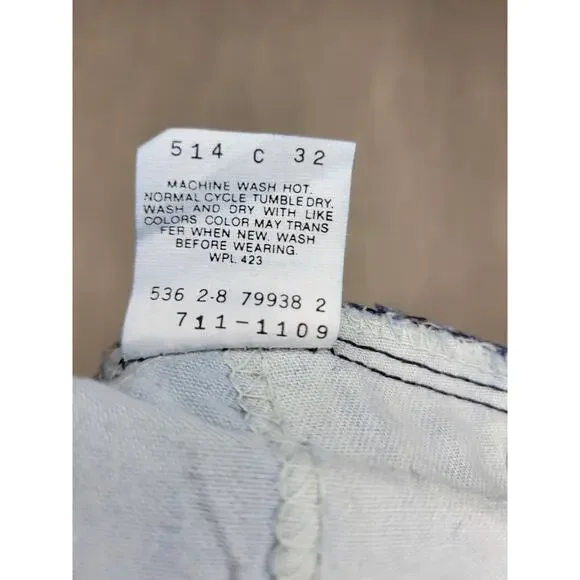 514 C 32
MACHINE WASH HOT.
NORMAL CYCLE TUMBLE DRY.
WASH AND DRY WITH LIKE
COLORS COLOR MAY TRANS
FER WHEN NEW. WASH
BEFORE WEARING.
WPL 423
536 2-8 79938 2
711-1109